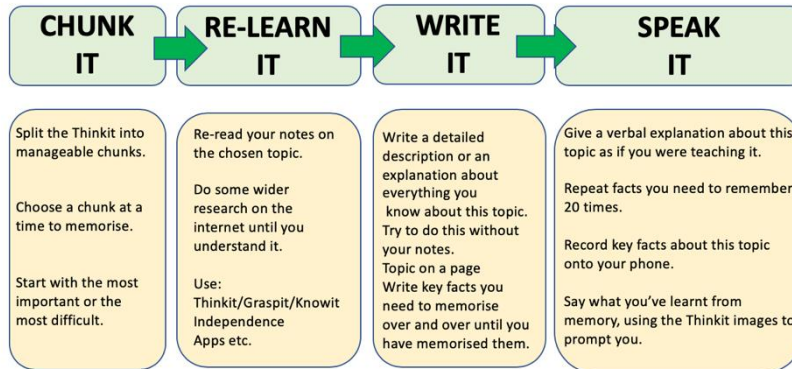 CHUNK
IT
RE-LEARN
IT
WRITE
IT
SPEAK
IT
Split the Thinkit into
manageable chunks.
Choose a chunk at a
time to memorise.
Start with the most
important or the
most difficult.
Re-read your notes on
the chosen topic.
Do some wider
research on the
internet until you
understand it.
Use:
Thinkit/Graspit/Knowit
Independence
Apps etc.
Write a detailed
description or an
explanation about
everything you
know about this topic.
Try to do this without
your notes.
Topic on a page
Write key facts you
need to memorise
over and over until you
have memorised them.
Give a verbal explanation about this
topic as if you were teaching it.
Repeat facts you need to remember
20 times.
Record key facts about this topic
onto your phone.
Say what you've learnt from
memory, using the Thinkit images to
prompt you.